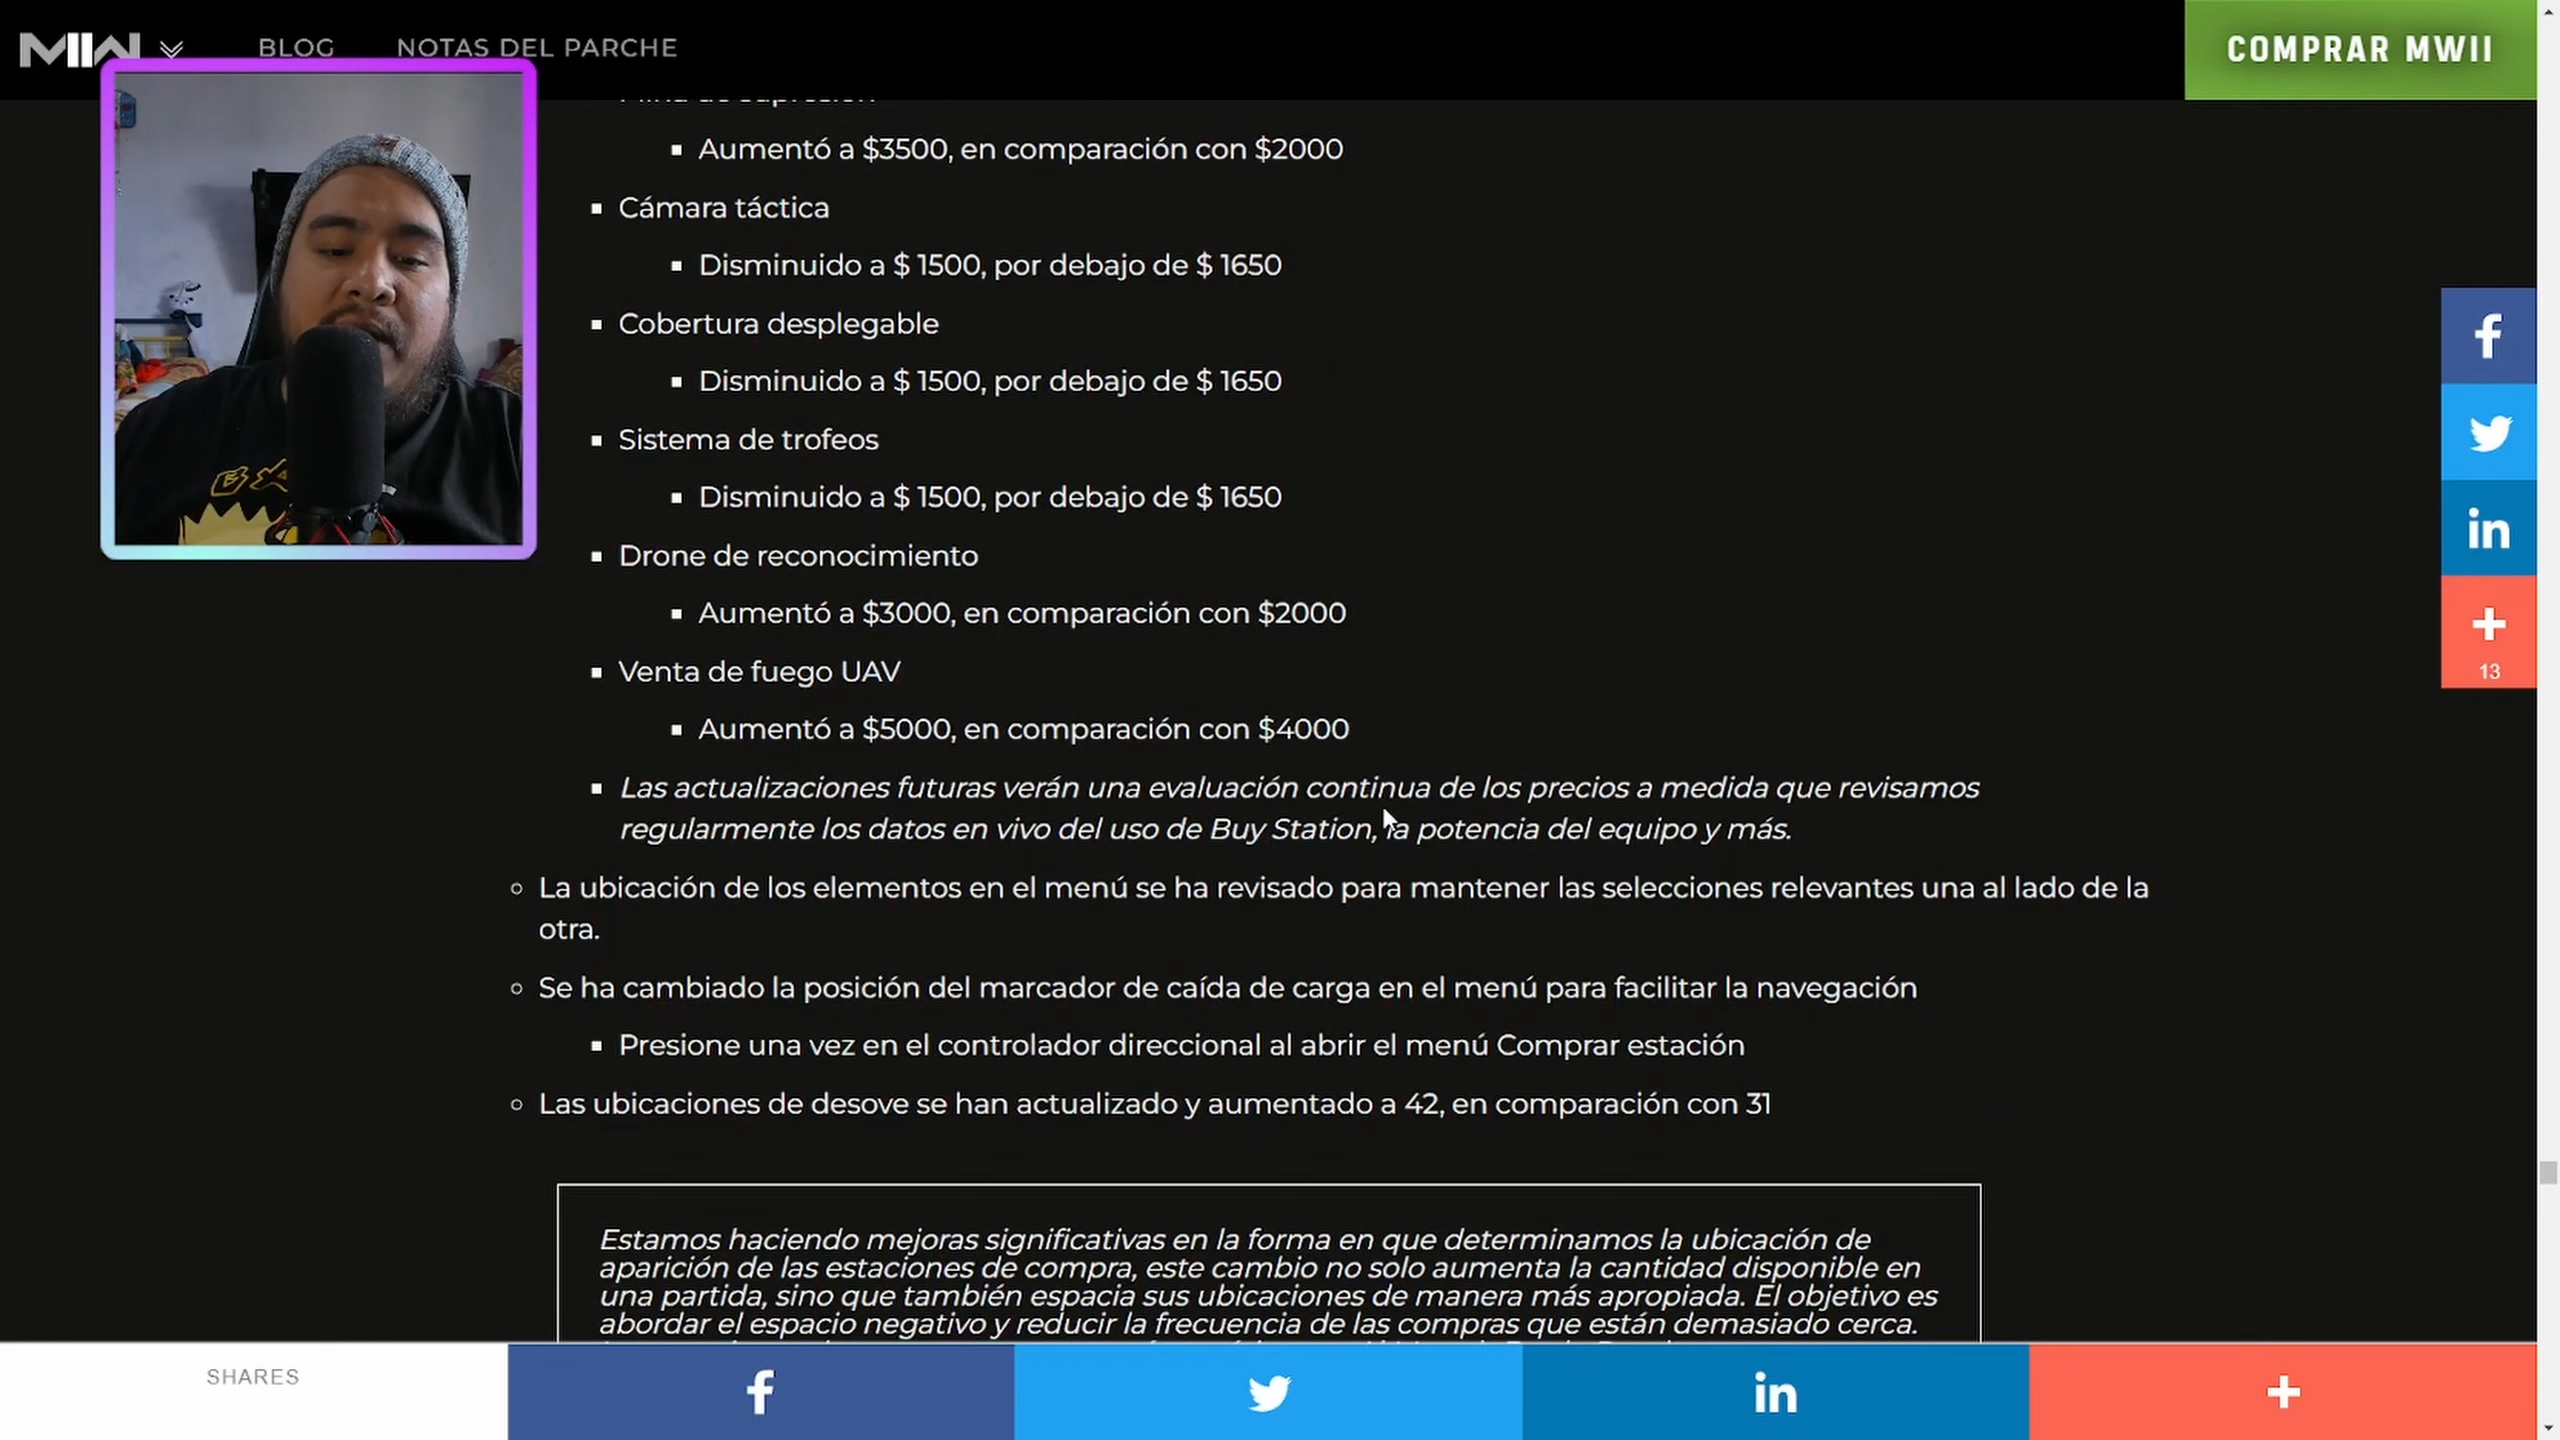 MW
BLOG
NOTAS DEL PARCHE
COMPRAR MWII
Aumentó a $3500, en comparación con $2000
Cámara táctica
Disminuido a $ 1500, por debajo de $ 1650
Cobertura desplegable
Disminuido a $ 1500, por debajo de $ 1650
Sistema de trofeos
Disminuido a $ 1500, por debajo de $ 1650
Drone de reconocimiento
Aumentó a $3000, en comparación con $2000
Venta de fuego UAV
Aumentó a $5000, en comparación con $4000
Las actualizaciones futuras verán una evaluación continua de los precios a medida que revisamos
regularmente los datos en vivo del uso de Buy Station, la potencia del equipo y más.
La ubicación de los elementos en el menú se ha revisado para mantener las selecciones relevantes una al lado de la
otra.
Se ha cambiado la posición del marcador de caída de carga en el menú para facilitar la navegación
Presione una vez en el controlador direccional al abrir el menú Comprar estación
Las ubicaciones de desove se han actualizado y aumentado a 42, en comparación con 31
Estamos haciendo mejoras significativas en la forma en que determinamos la ubicación de
aparición de las estaciones de compra, este cambio no solo aumenta la cantidad disponible en
una partida, sino que también espacia sus ubicaciones de manera más apropiada. El objetivo es
abordar el espacio negativo y reducir la frecuencia de las compras que están demasiado cerca.
f
in
+
13
SHARES
f
in
+